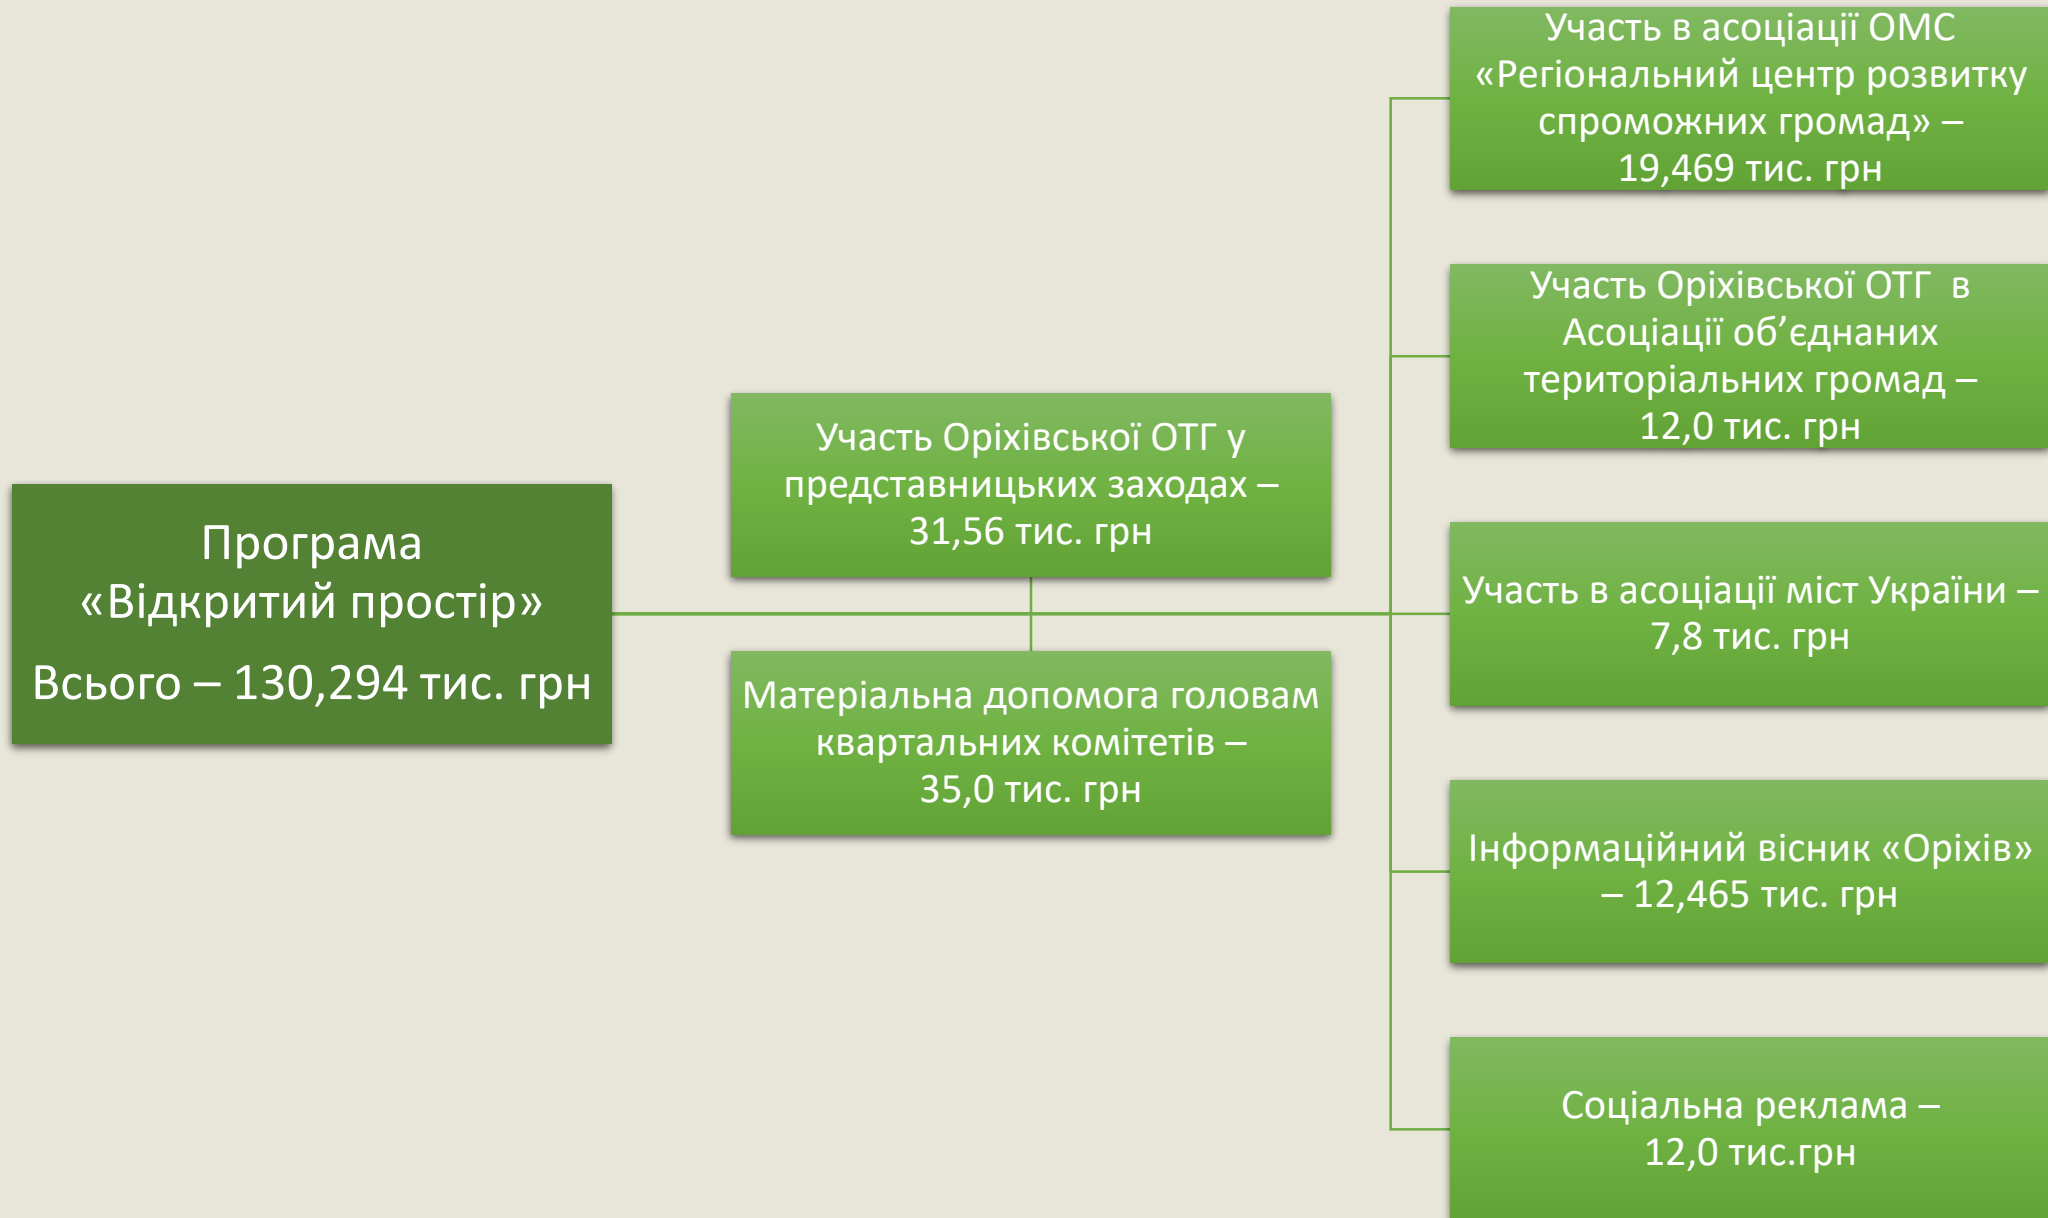 Програма
«Відкритий простір»
Всього – 130,294 тис. грн
Участь Оріхівської ОТГ у
представницьких заходах –
31,56 тис. грн
Матеріальна допомога головам
квартальних комітетів –
35,0 тис. грн
Участь в асоціації ОМС
«Регіональний центр розвитку
спроможних громад» –
19,469 тис. грн
Участь Оріхівської ОТГ  в
Асоціації об’єднаних
територіальних громад –
12,0 тис. грн
Участь в асоціації міст України –
7,8 тис. грн
Інформаційний вісник «Оріхів»
– 12,465 тис. грн
Соціальна реклама –
12,0 тис.грн